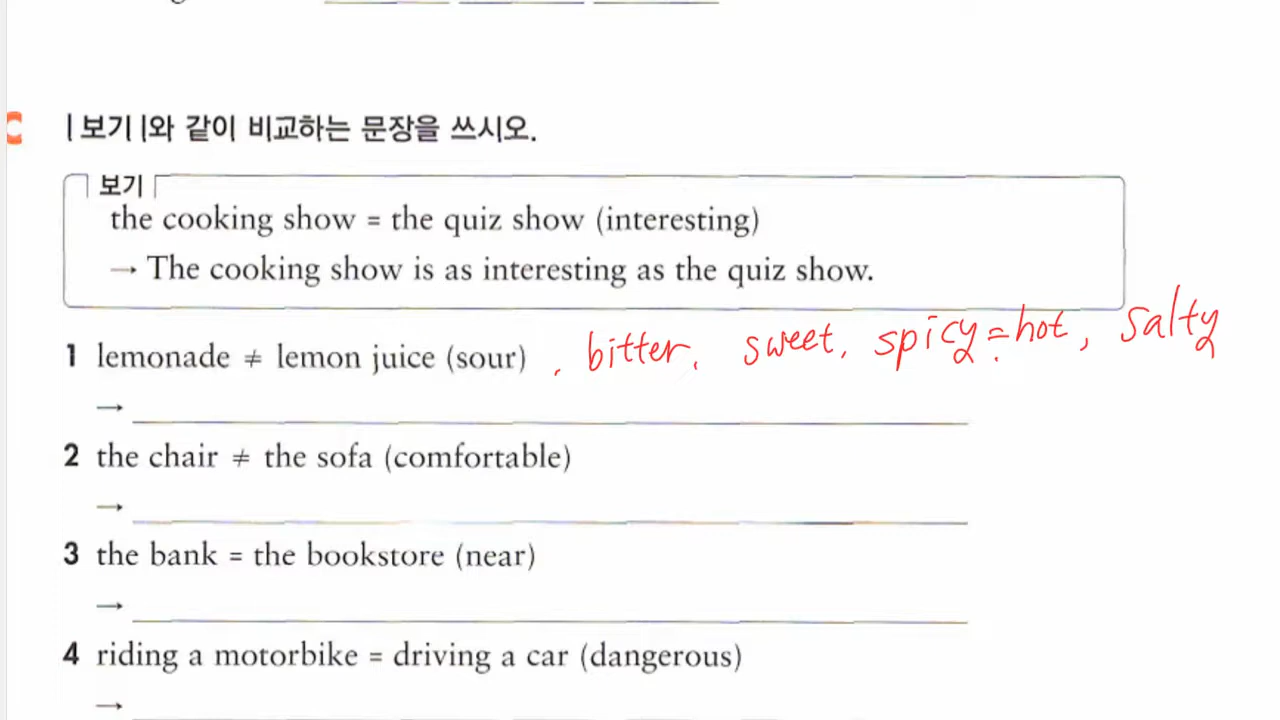 C |보기|와 같이 비교하는 문장을 쓰시오.
보기
the cooking show = the quiz show (interesting)
→ The cooking show is as interesting as the quiz show.
1 lemonade ≠ lemon juice (sour) , bitter, sweet, spicy = hot, salty
→
2 the chair ≠ the sofa (comfortable)
→
3 the bank = the bookstore (near)
→
4 riding a motorbike = driving a car (dangerous)
→